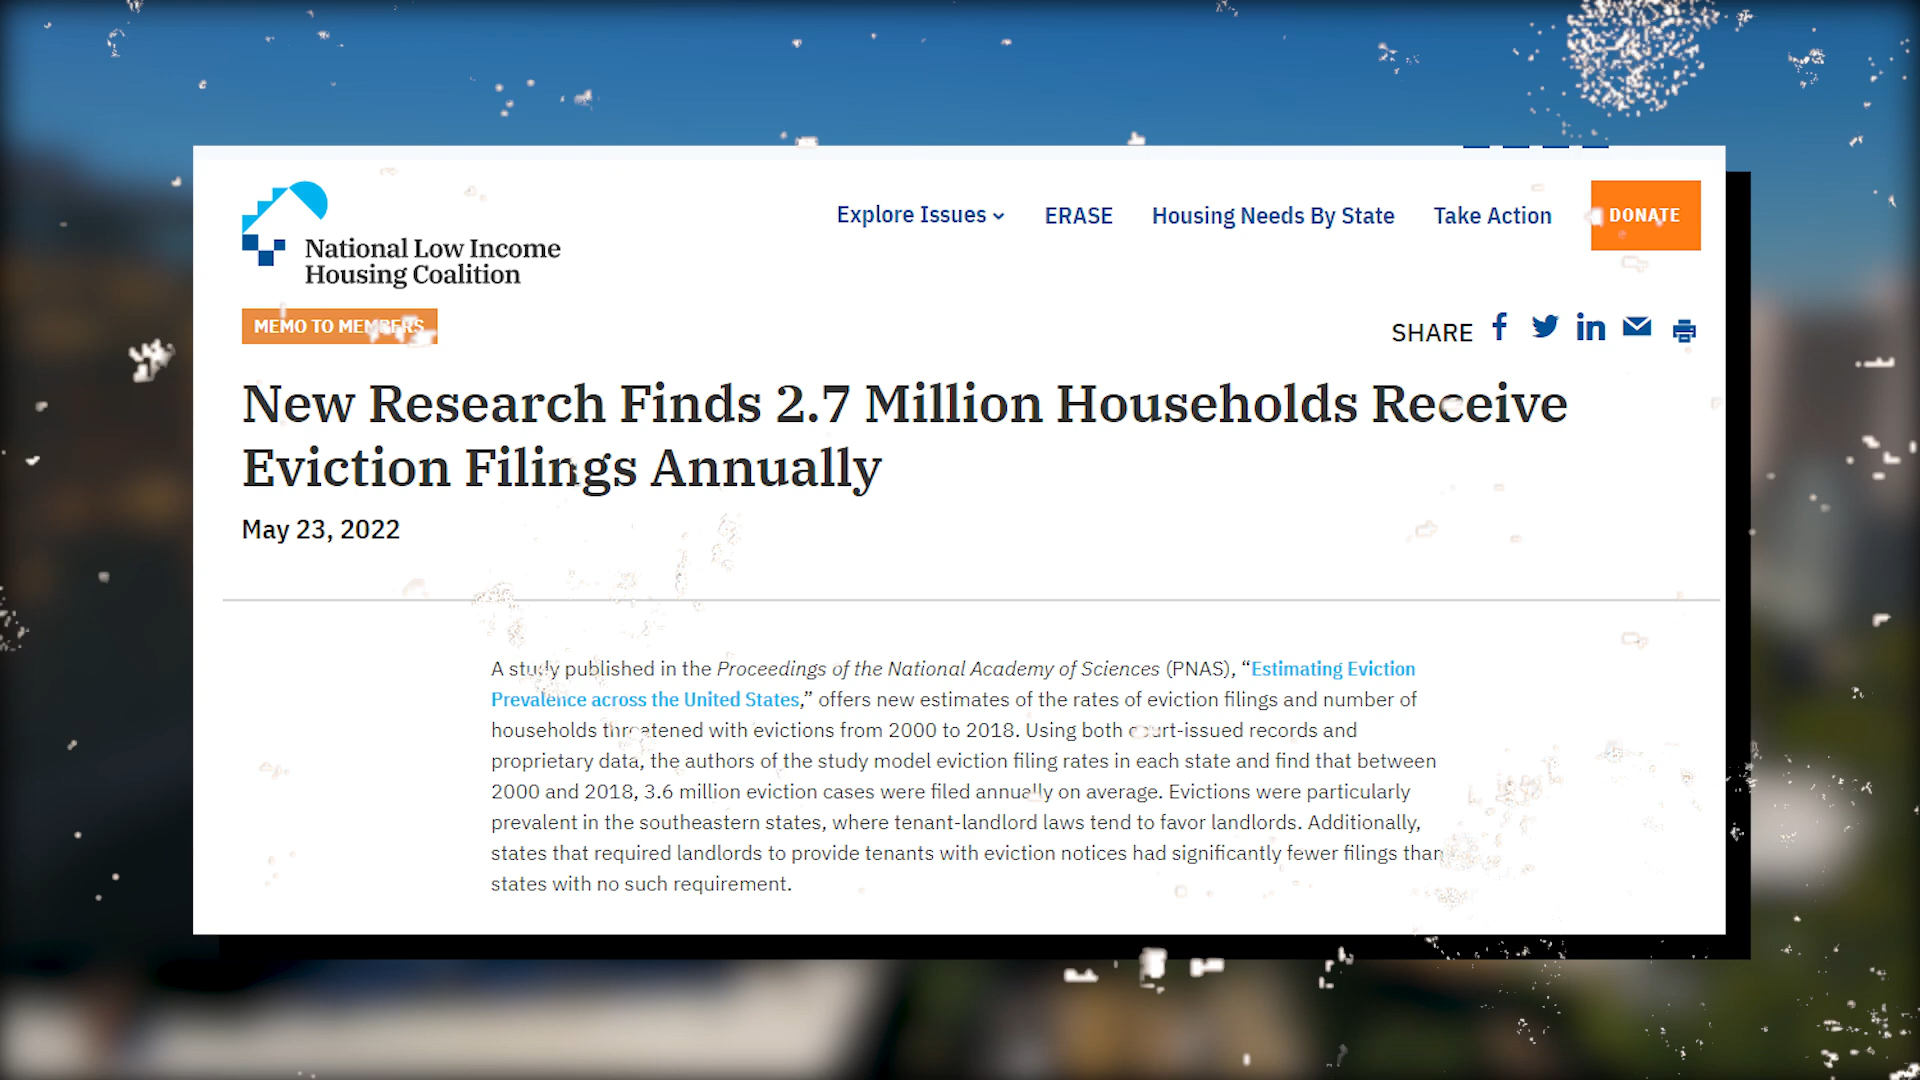 National Low Income
Housing Coalition
Explore Issues
ERASE
Housing Needs By State
Take Action
DONATE
MEMO TO MEMBERS
SHARE
New Research Finds 2.7 Million Households Receive
Eviction Filings Annually
May 23, 2022
A study published in the Proceedings of the National Academy of Sciences (PNAS), “Estimating Eviction
Prevalence across the United States,” offers new estimates of the rates of eviction filings and number of
households threatened with evictions from 2000 to 2018. Using both court-issued records and
proprietary data, the authors of the study model eviction filing rates in each state and find that between
2000 and 2018, 3.6 million eviction cases were filed annually on average. Evictions were particularly
prevalent in the southeastern states, where tenant-landlord laws tend to favor landlords. Additionally,
states that required landlords to provide tenants with eviction notices had significantly fewer filings than
states with no such requirement.